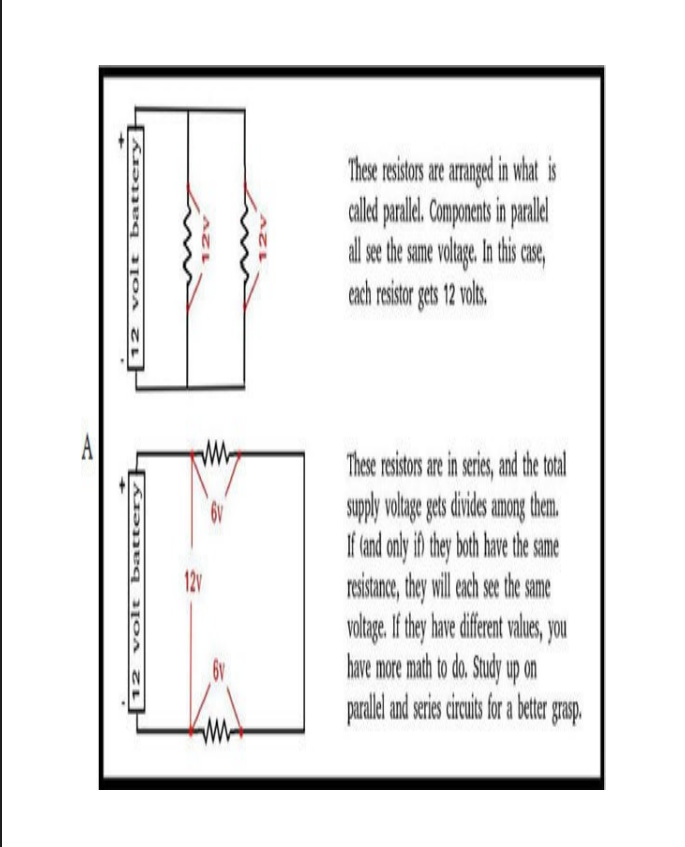 +
12 volt battery
-
12v
12v
These resistors are arranged in what is
called parallel. Components in parallel
all see the same voltage. In this case,
each resistor gets 12 volts.
A
+
12 volt battery
-
6v
12v
6v
These resistors are in series, and the total
supply voltage gets divides among them.
If (and only if) they both have the same
resistance, they will each see the same
voltage. If they have different values, you
have more math to do. Study up on
parallel and series circuits for a better grasp.